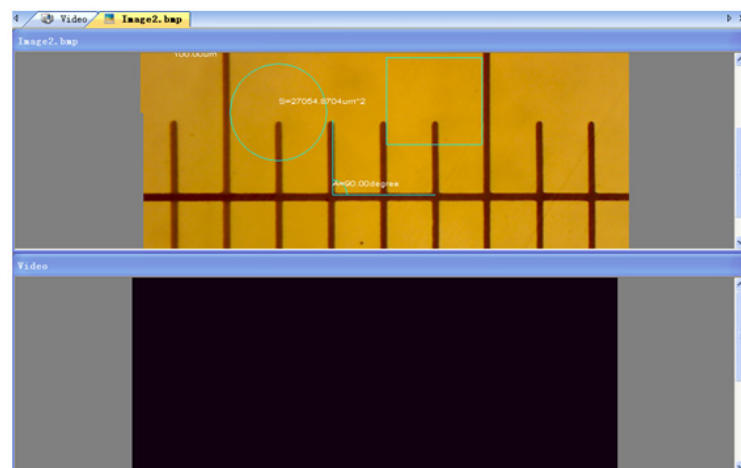 Video Image2.bmp
Image2.bmp
100.00um
S=27054.8704um^2
A=90.00degree
Video